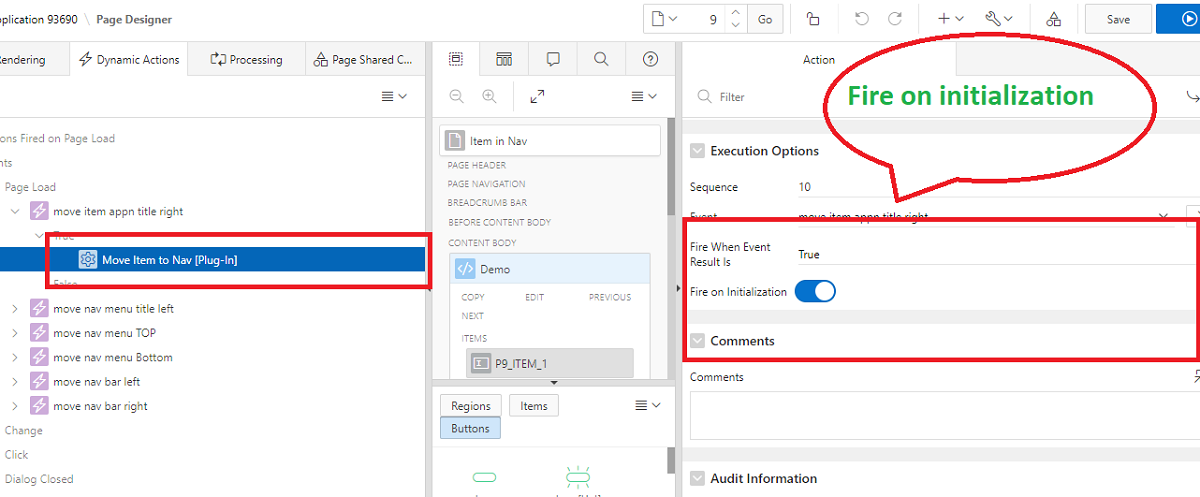 pplication 93690 \ Page Designer
9 Go Save
endering Dynamic Actions Processing Page Shared C... Action
Filter
Fire on initialization
ons Fired on Page Load
nts
Page Load
move item appn title right
True
Move Item to Nav [Plug-In]
False
move nav menu title left
move nav menu TOP
move nav menu Bottom
move nav bar left
move nav bar right
Change
Click
Dialog Closed
Item in Nav
PAGE HEADER
PAGE NAVIGATION
BREADCRUMB BAR
BEFORE CONTENT BODY
CONTENT BODY
Demo
COPY EDIT PREVIOUS
NEXT
ITEMS
P9_ITEM_1
Regions Items
Buttons
Execution Options
Sequence 10
Event move item appn title right
Fire When Event
Result Is
True
Fire on Initialization
Comments
Comments
Audit Information